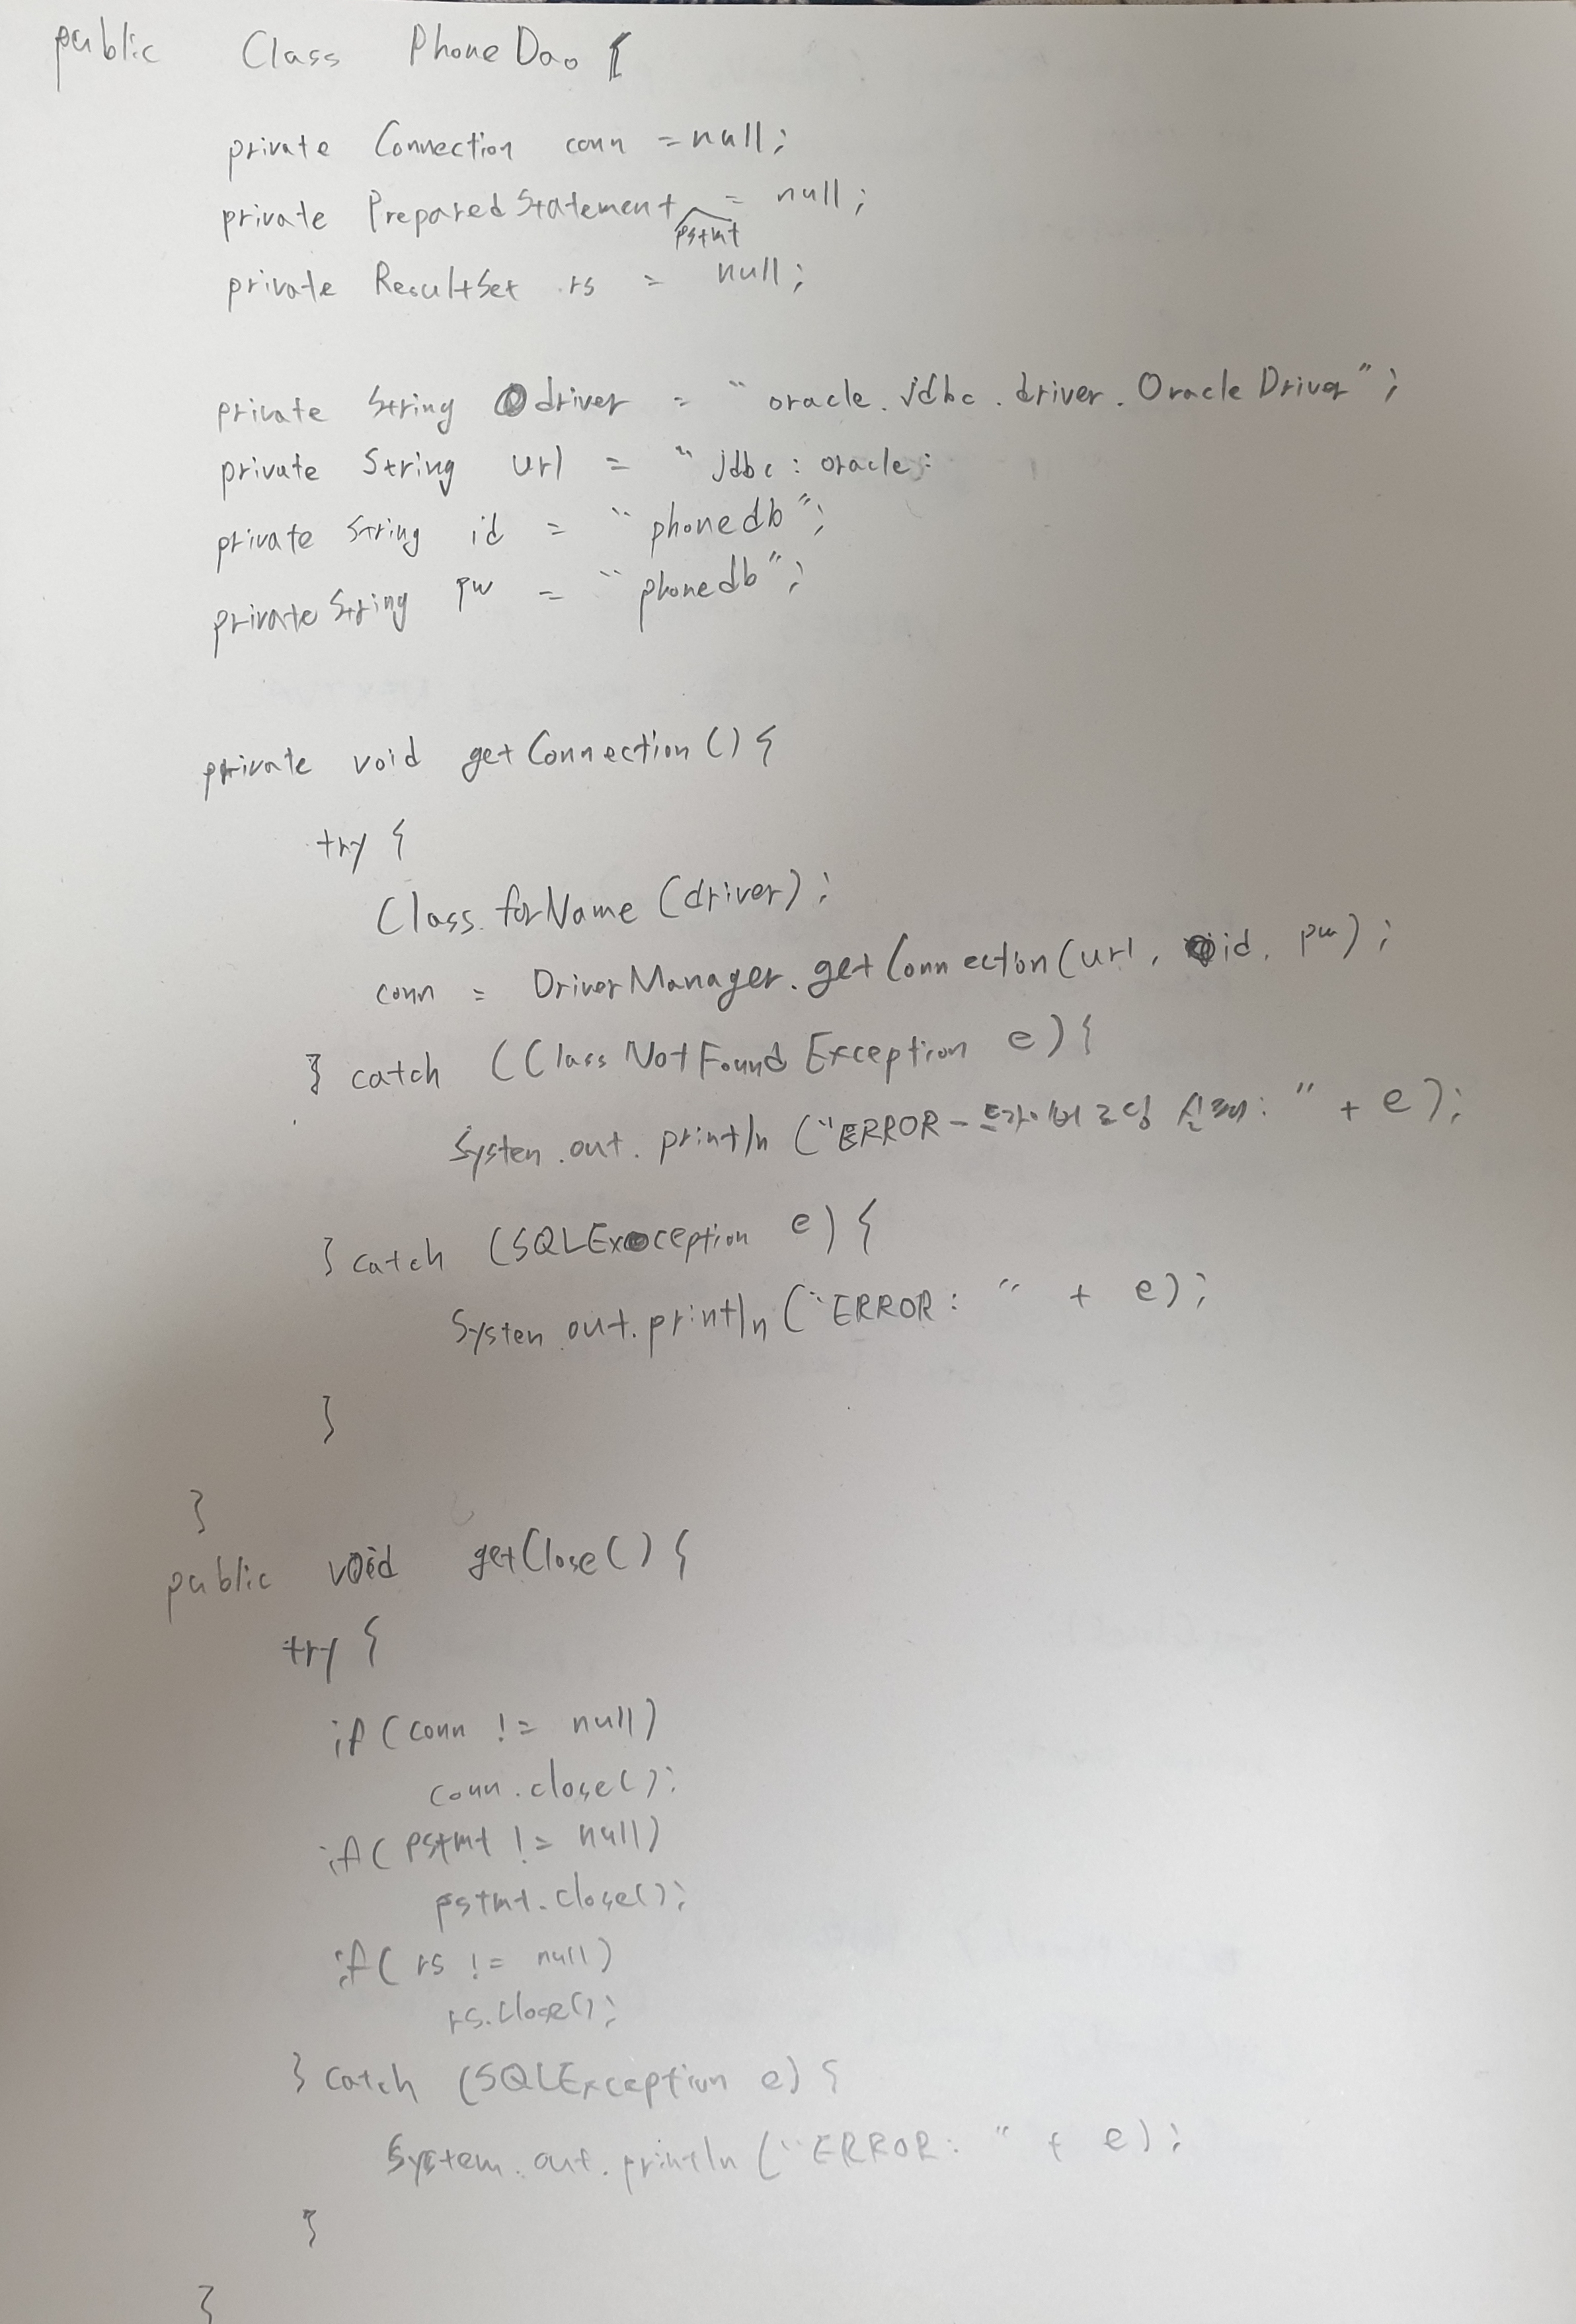 public Class PhoneDao {
private Connection conn = null;
private PreparedStatement pstmt = null;
private ResultSet rs = null;
private String driver = "oracle.jdbc.driver.OracleDriver";
private String url = "jdbc:oracle:
private String id = "phonedb";
private String pw = "phonedb";
private void getConnection() {
try {
Class.forName(driver);
conn = DriverManager.getConnection(url, id, pw);
} catch (ClassNotFoundException e) {
Systen.out.println("ERROR-드라이버 로딩 실패: " + e);
} catch (SQLException e) {
Systen.out.println("ERROR: " + e);
}
}
public void getClose() {
try {
if(conn != null)
conn.close();
if(pstmt != null)
pstmt.close();
if(rs != null)
rs.close();
} catch (SQLException e) {
System.out.println("ERROR: " + e);
}
}